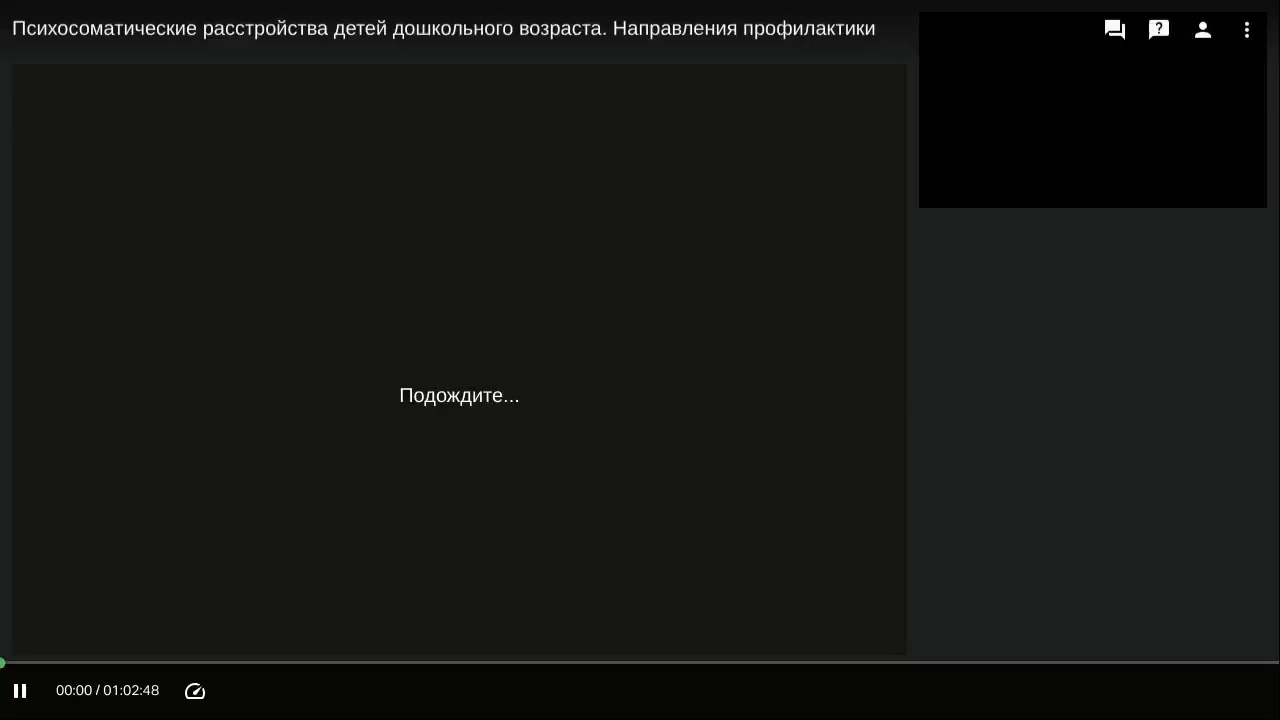 Психосоматические расстройства детей дошкольного возраста. Направления профилактики
?
Подождите...
00:00 / 01:02:48